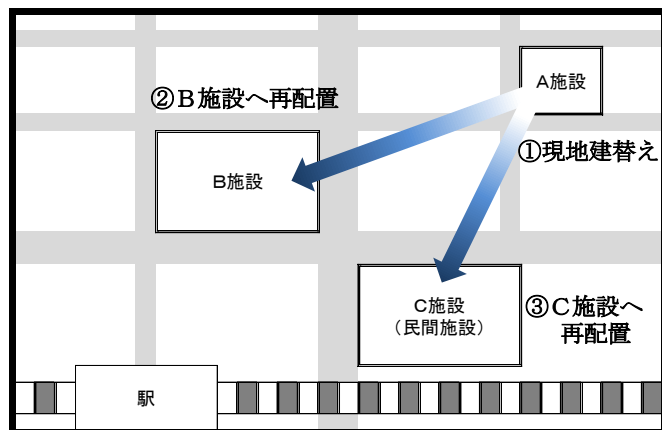 A施設
②B施設へ再配置
①現地建替え
B施設
C施設
（民間施設）
③C施設へ
再配置
駅